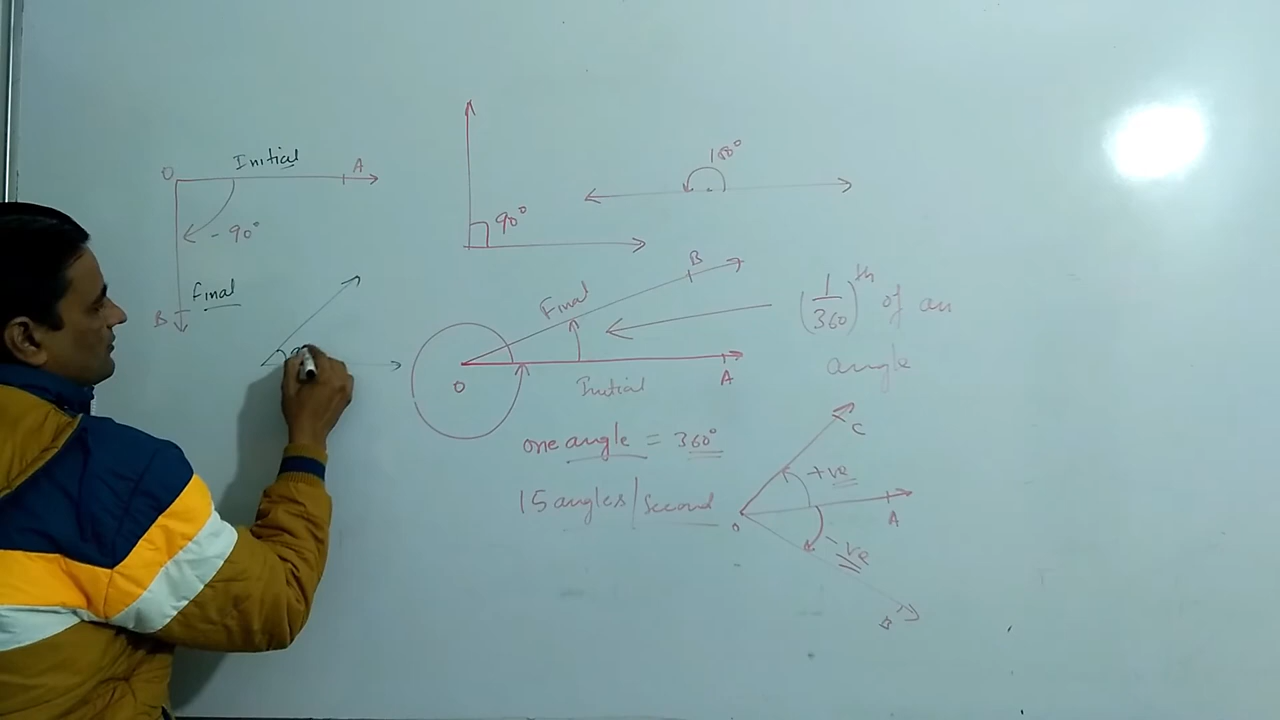 O Initial A
- 90°
Final
B
90°
180°
Final B
O Initial A
(1/360)th of an
angle
one angle = 360°
15 angles/second
C
+ve
O A
- ve
B